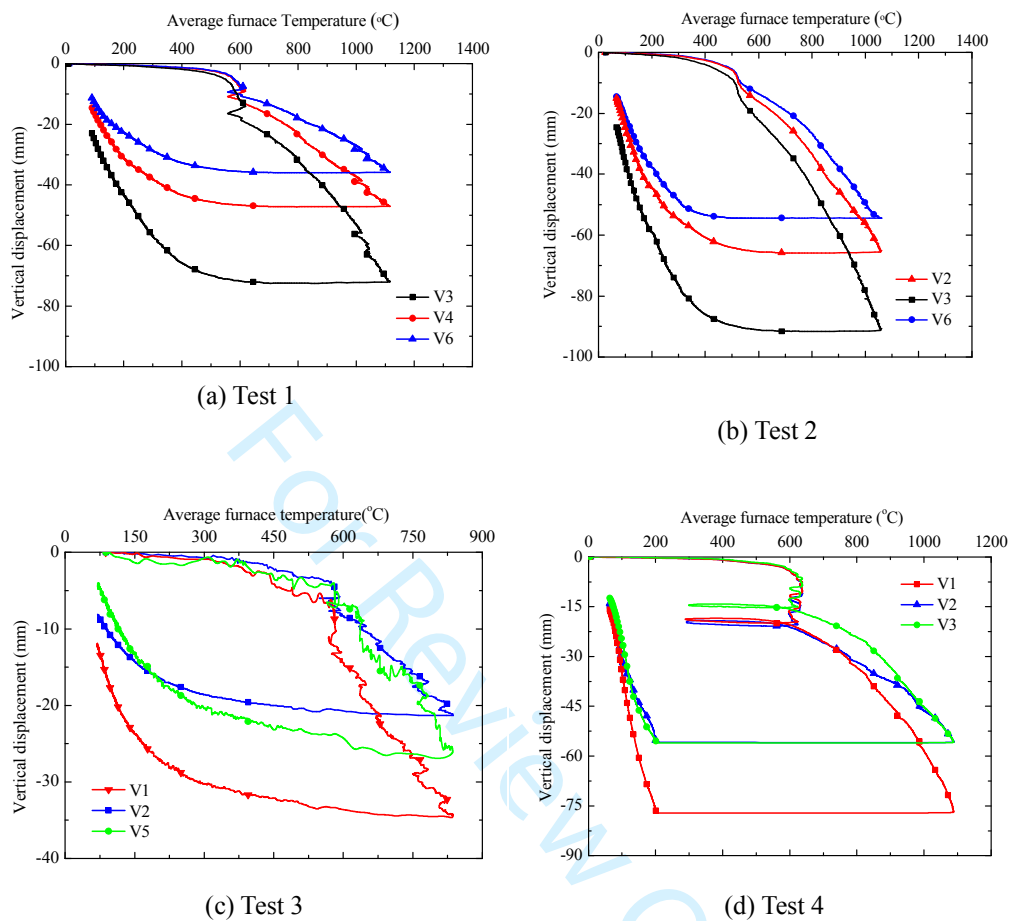 Average furnace Temperature (°C)
0 200 400 600 800 1000 1200 1400
0
-20
-40
-60
-80
-100
Vertical displacement (mm)
V3
V4
V6
(a) Test 1
Average furnace temperature(°C)
0 200 400 600 800 1000 1200 1400
0
-20
-40
-60
-80
-100
Vertical displacement (mm)
V2
V3
V6
(b) Test 2
Average furnace temperature(°C)
0 150 300 450 600 750 900
0
-10
-20
-30
-40
Vertical displacement (mm)
V1
V2
V5
(c) Test 3
Average furnace temperature (°C)
0 200 400 600 800 1000 1200
0
-15
-30
-45
-60
-75
-90
Vertical displacement (mm)
V1
V2
V3
(d) Test 4
For Review O